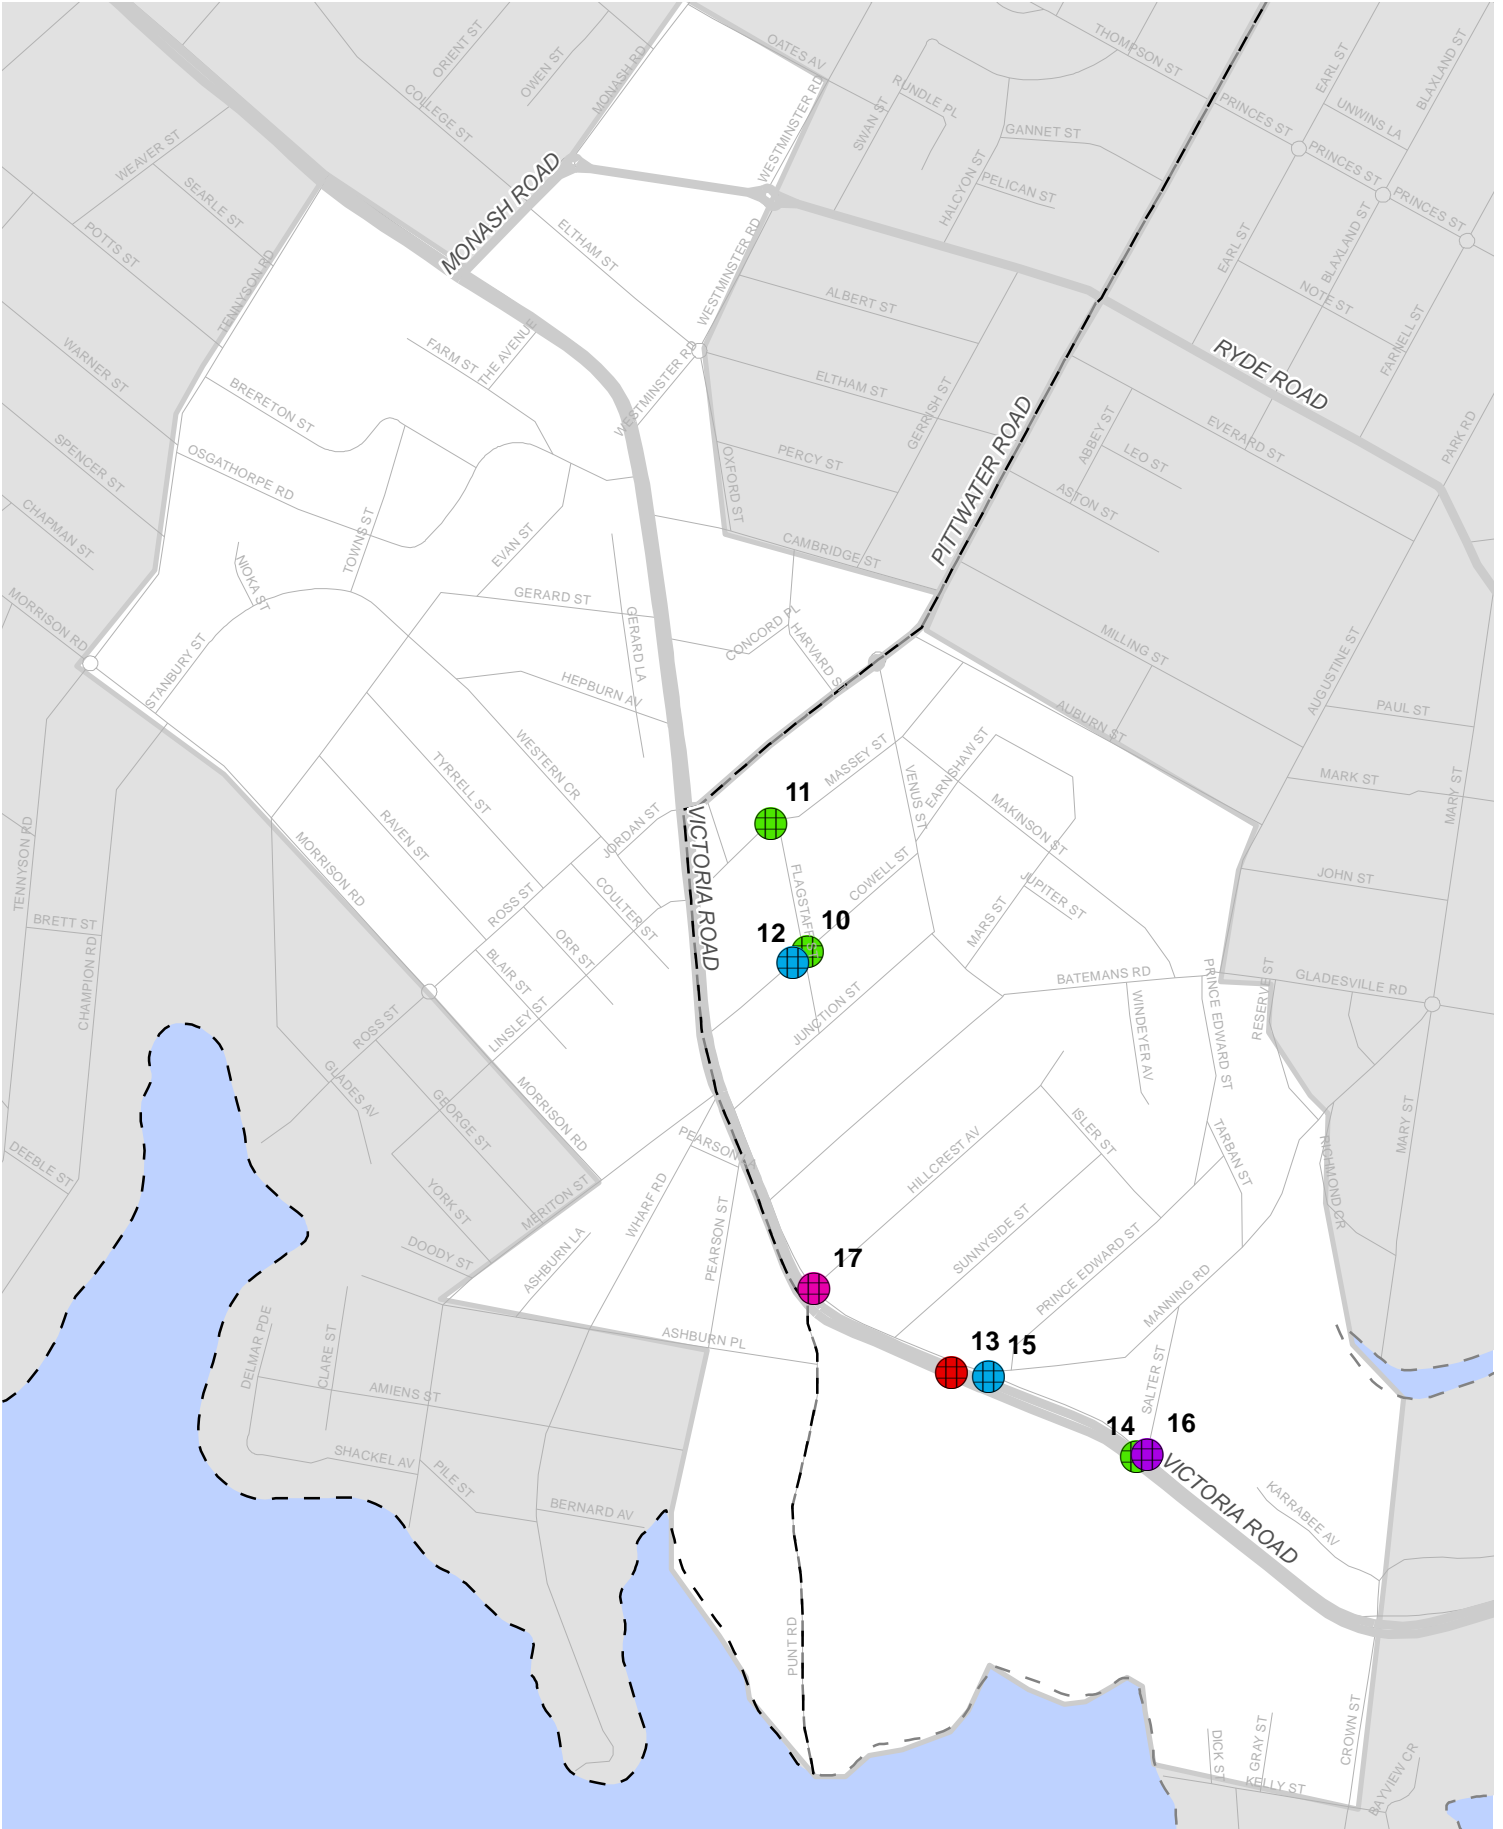 ORIENT ST
OWEN ST
MONASH RD
OATES AV
THOMPSON ST
EARL ST
BLAXLAND ST
COLLEGE ST
WESTMINSTER RD
SWAN ST
RUNDLE PL
GANNET ST
PRINCES ST
UNWINS LA
PRINCES ST
PRINCES ST
WEAVER ST
SEARLE ST
MONASH ROAD
HALCYON ST
PELICAN ST
POTTS ST
TENNYSON RD
ELTHAM ST
WESTMINSTER RD
EARL ST
BLAXLAND ST
NOTE ST
FARNELL ST
ALBERT ST
WARNER ST
FARM ST
THE AVENUE
WESTMINSTER RD
RYDE ROAD
BRERETON ST
ELTHAM ST
GERRISH ST
PITTWATER ROAD
ABBEY ST
EVERARD ST
PARK RD
LEO ST
SPENCER ST
OSGATHORPE RD
OXFORD ST
PERCY ST
ASTON ST
CHAPMAN ST
TOWNS ST
EVAN ST
CAMBRIDGE ST
NIOKA ST
GERARD ST
GERARD LA
MORRISON RD
STANBURY ST
CONCORD PL
HARVARD ST
MILLING ST
AUGUSTINE ST
HEPBURN AV
AUBURN ST
PAUL ST
WESTERN CR
TYRRELL ST
MASSEY ST
VENUS ST
EARNSHAW ST
MAKINSON ST
MARK ST
MARY ST
11
RAVEN ST
JORDAN ST
VICTORIA ROAD
MORRISON RD
TENNYSON RD
FLAGSTAFF
COWELL ST
JUPITER ST
JOHN ST
ROSS ST
COULTER ST
BRETT ST
CHAMPION RD
ORR ST
12
10
MARS ST
BLAIR ST
BATEMANS RD
GLADESVILLE RD
RESERVE ST
JUNCTION ST
LINSLEY ST
ROSS ST
WINDEYER AV
PRINCE EDWARD ST
GLADES AV
GEORGE ST
MORRISON RD
ISLER ST
MARY ST
TARBAN ST
RICHMOND CR
DEEBLE ST
PEARSON LA
HILLCREST AV
YORK ST
MERITON ST
WHARF RD
PEARSON ST
SUNNYSIDE ST
PRINCE EDWARD ST
DOODY ST
ASHBURN LA
17
MANNING RD
DELMAR PDE
CLARE ST
ASHBURN PL
13
15
AMIENS ST
SALTER ST
14
16
SHACKEL AV
PILE ST
BERNARD AV
VICTORIA ROAD
KARRABEE AV
PUNT RD
CROWN ST
DICK ST
GRAY ST
KELLY ST
BAYVIEW CR